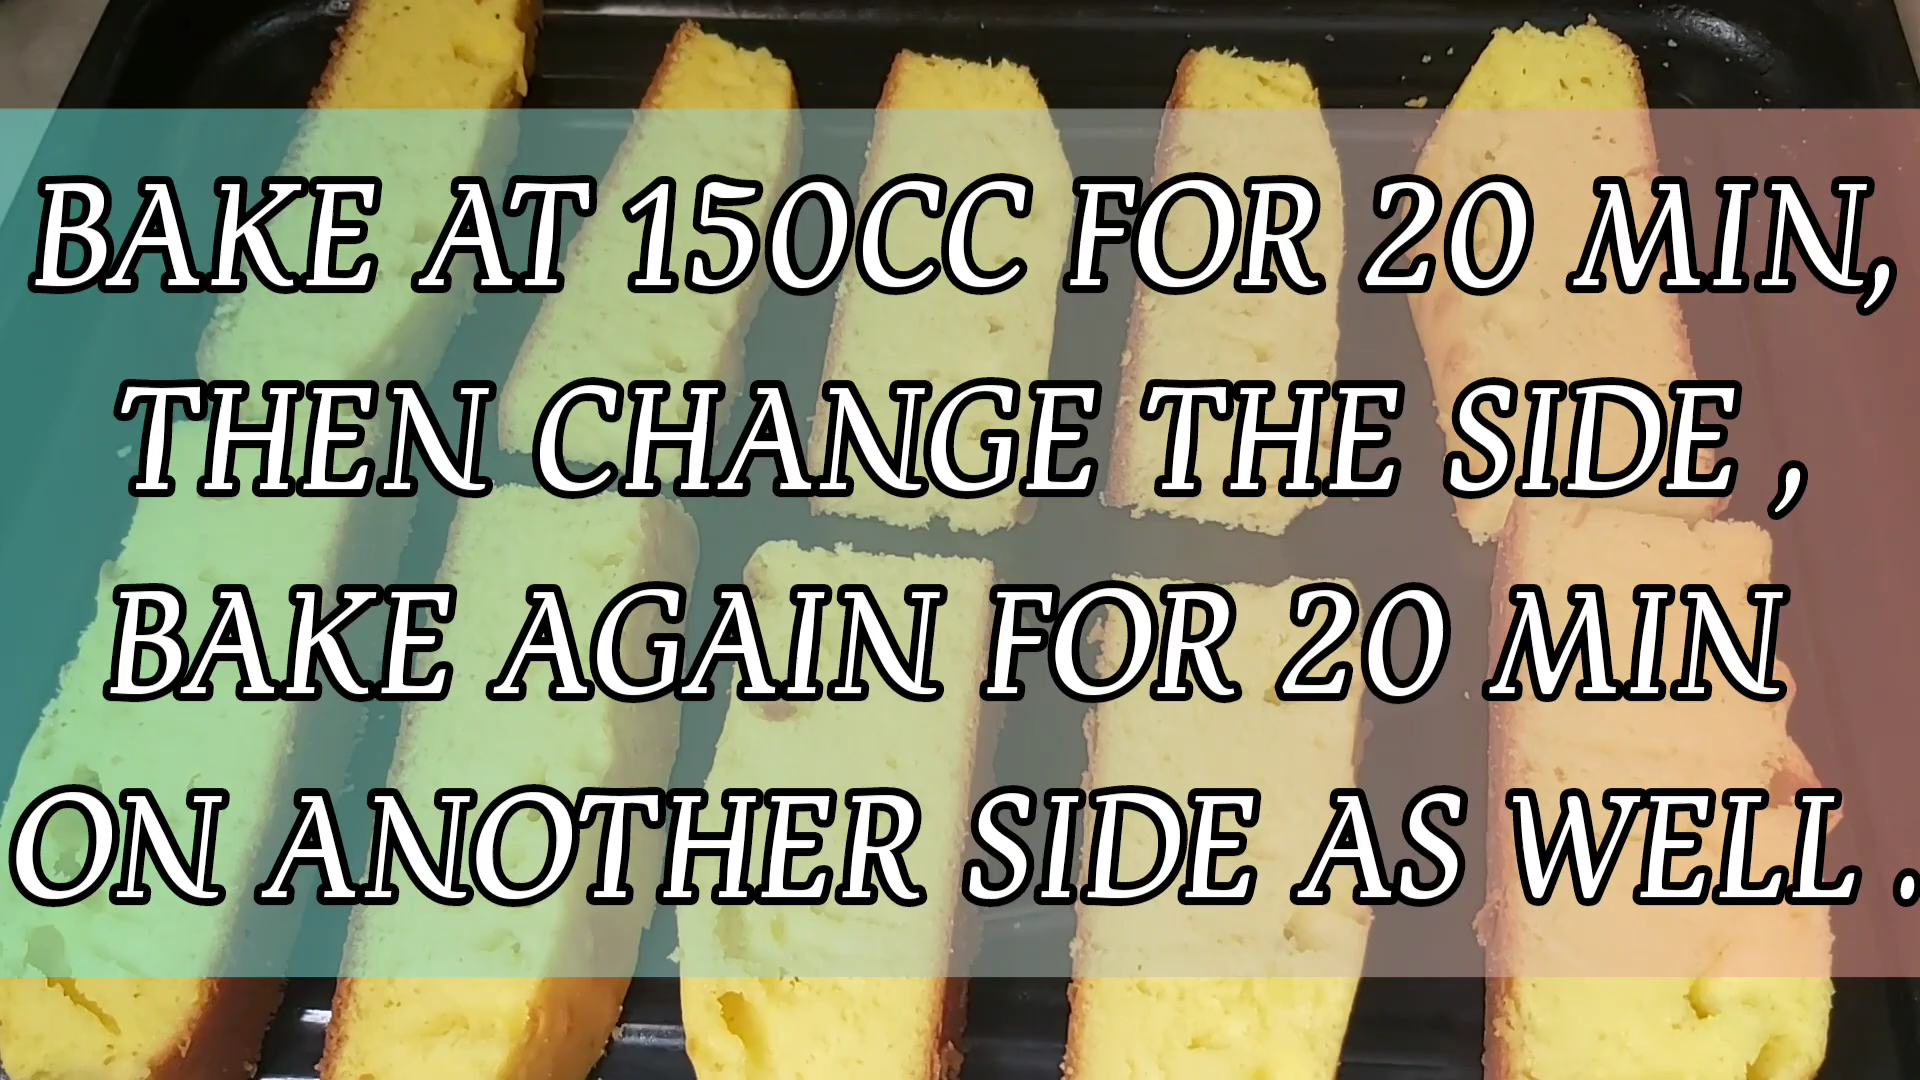 BAKE AT 150CC FOR 20 MIN,
THEN CHANGE THE SIDE ,
BAKE AGAIN FOR 20 MIN
ON ANOTHER SIDE AS WELL .